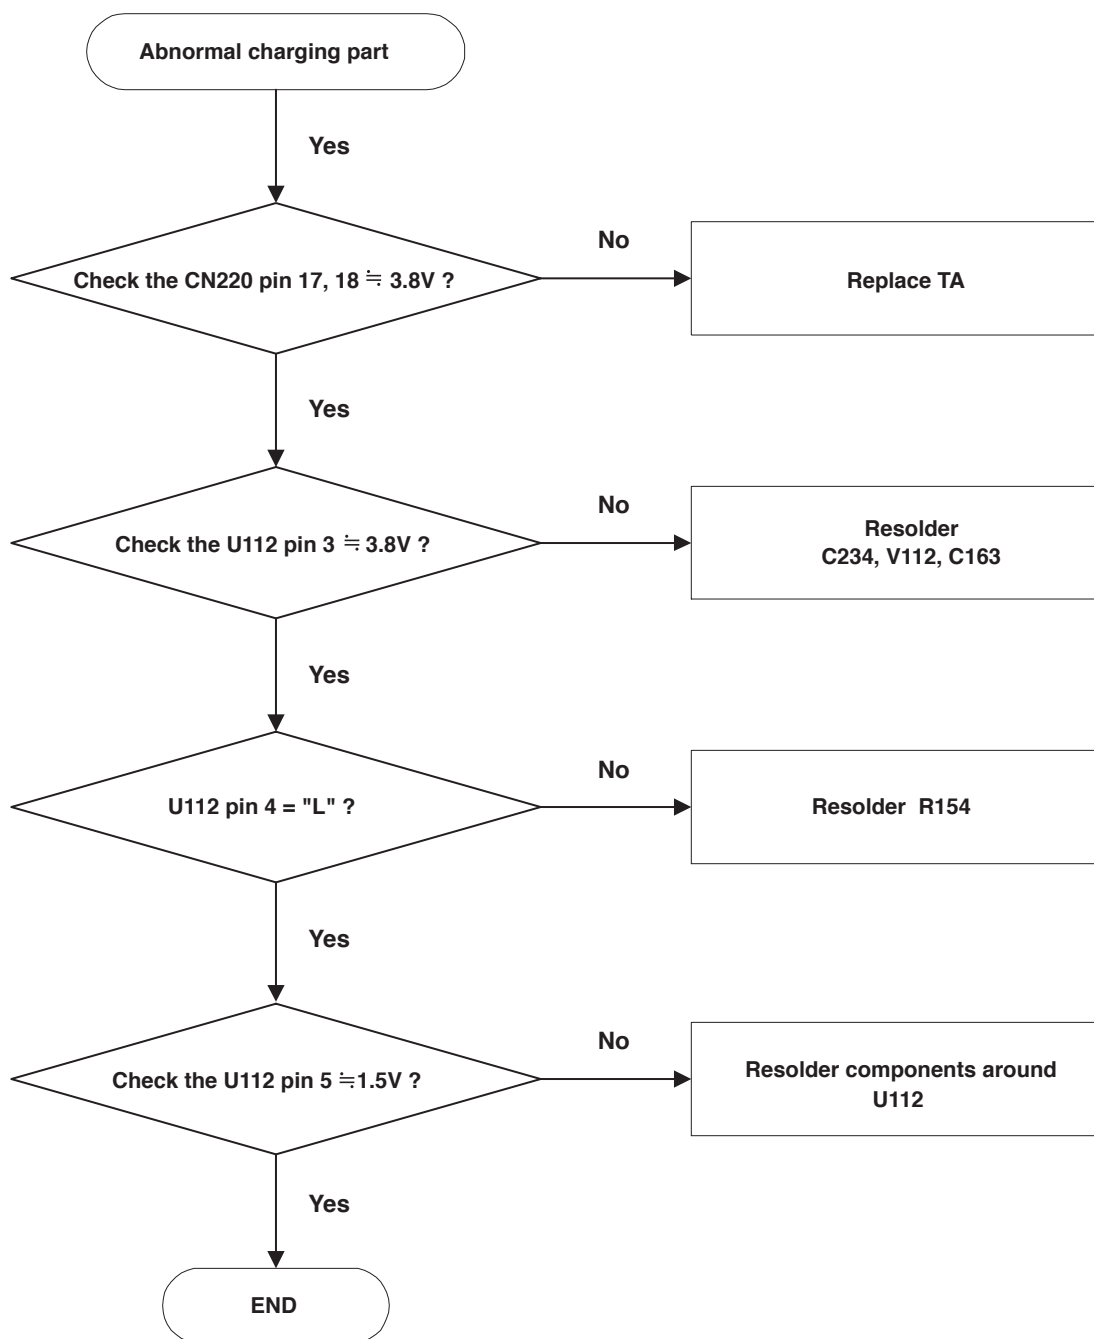 Abnormal charging part
Yes
Check the CN220 pin 17, 18 ≒ 3.8V ?
No
Replace TA
Yes
Check the U112 pin 3 ≒ 3.8V ?
No
Resolder
C234, V112, C163
Yes
U112 pin 4 = "L" ?
No
Resolder R154
Yes
Check the U112 pin 5 ≒1.5V ?
No
Resolder components around
U112
Yes
END